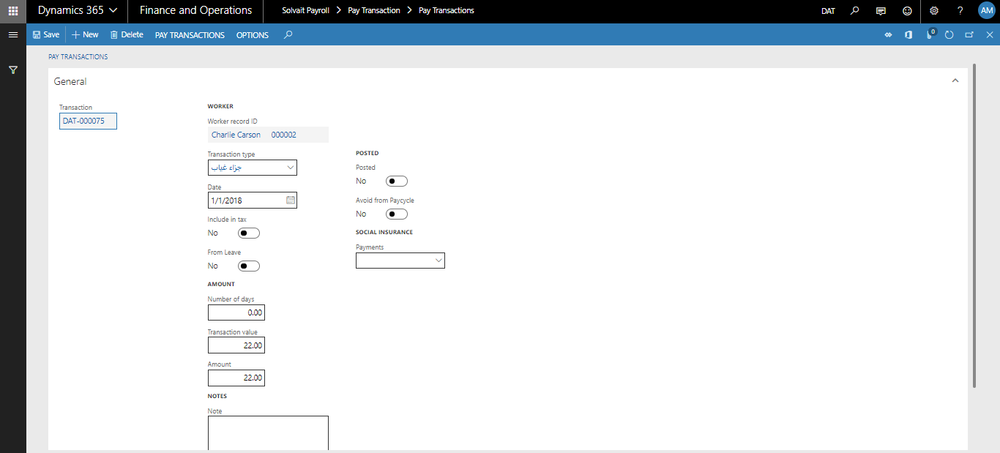 Dynamics 365 Finance and Operations Solvait Payroll > Pay Transaction > Pay Transactions DAT ? AM
Save New Delete PAY TRANSACTIONS OPTIONS 0
PAY TRANSACTIONS
General
Transaction
DAT-000075
WORKER
Worker record ID
Charlie Carson 000002
Transaction type
جزاء غياب
Date
1/1/2018
Include in tax
No
From Leave
No
AMOUNT
Number of days
0.00
Transaction value
22.00
Amount
22.00
NOTES
Note
POSTED
Posted
No
Avoid from Paycycle
No
SOCIAL INSURANCE
Payments